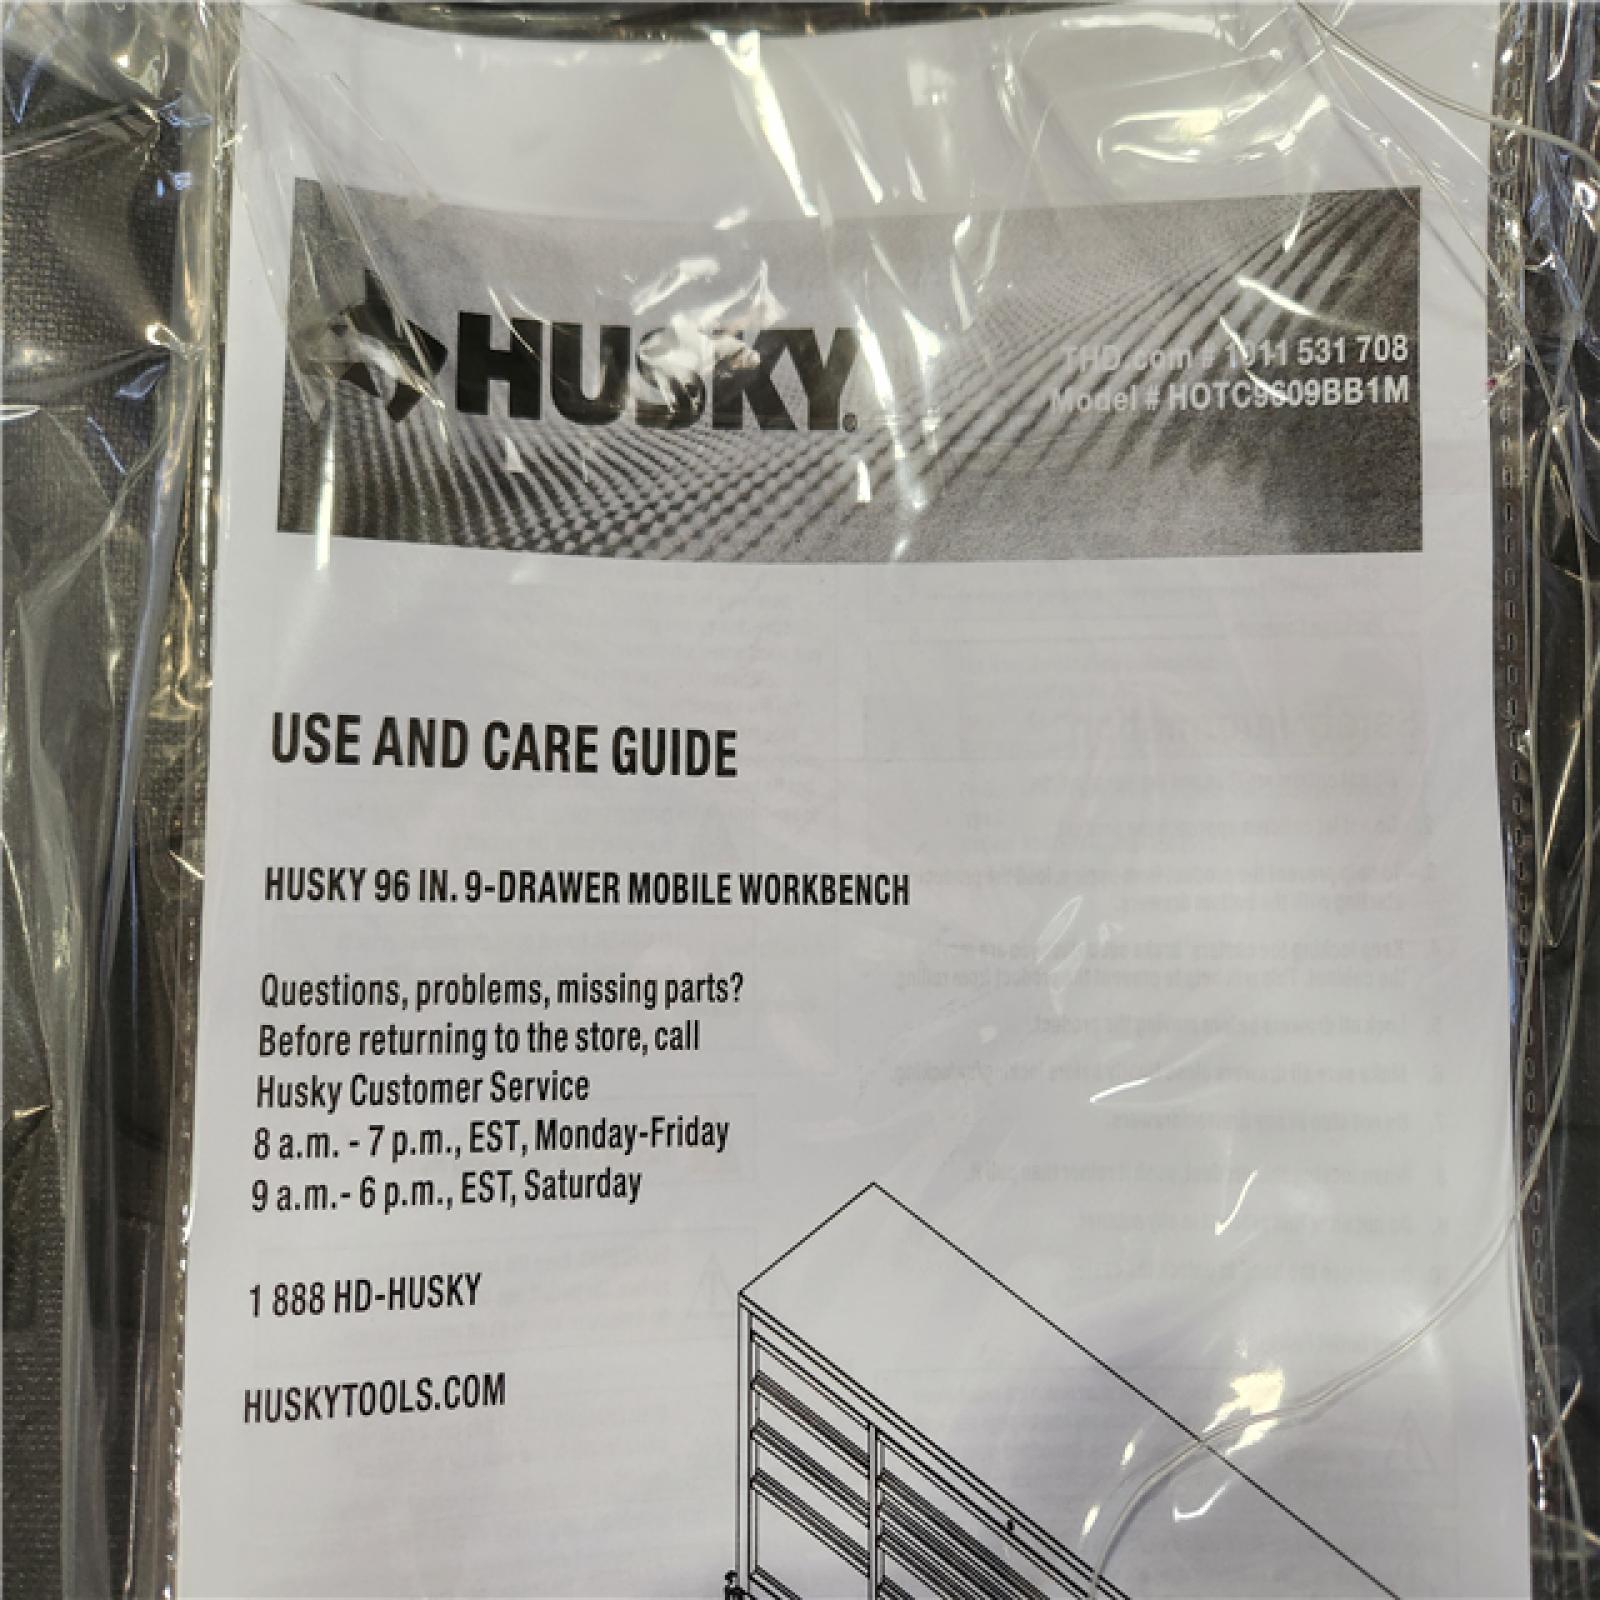 HUSKY®
THD.com # 1011 531 708
Model # HOTC9609BB1M
USE AND CARE GUIDE
HUSKY 96 IN. 9-DRAWER MOBILE WORKBENCH
Questions, problems, missing parts?
Before returning to the store, call
Husky Customer Service
8 a.m. - 7 p.m., EST, Monday-Friday
9 a.m.- 6 p.m., EST, Saturday
1 888 HD-HUSKY
HUSKYTOOLS.COM